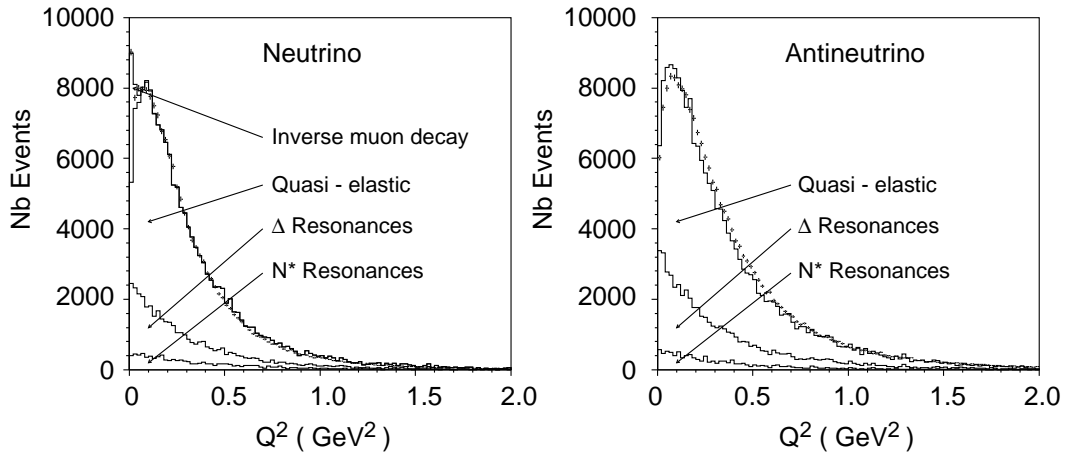 10000
8000
6000
4000
2000
0
Nb Events
Neutrino
Inverse muon decay
Quasi - elastic
Δ Resonances
N* Resonances
0 0.5 1.0 1.5 2.0
Q² ( GeV² )
10000
8000
6000
4000
2000
0
Nb Events
Antineutrino
Quasi - elastic
Δ Resonances
N* Resonances
0 0.5 1.0 1.5 2.0
Q² ( GeV² )